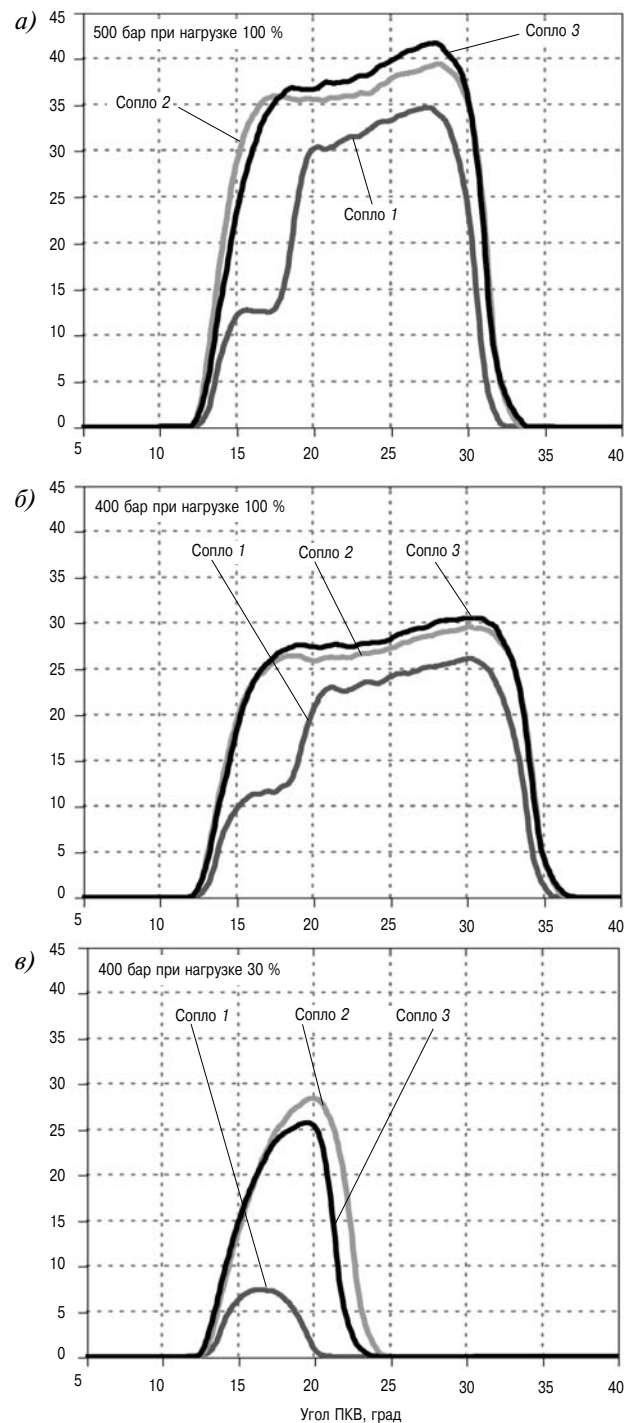 а)
500 бар при нагрузке 100 %
Сопло 3
Сопло 2
Сопло 1
45
40
35
30
25
20
15
10
5
0
5 10 15 20 25 30 35 40
б)
400 бар при нагрузке 100 %
Сопло 1
Сопло 2
Сопло 3
45
40
35
30
25
20
15
10
5
0
5 10 15 20 25 30 35 40
в)
400 бар при нагрузке 30 %
Сопло 1
Сопло 2
Сопло 3
45
40
35
30
25
20
15
10
5
0
5 10 15 20 25 30 35 40
Угол ПКВ, град